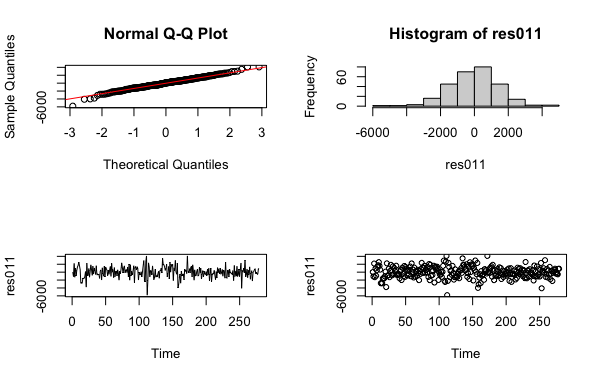 Normal Q-Q Plot
Sample Quantiles
-6000
-3 -2 -1 0 1 2 3
Theoretical Quantiles
Histogram of res011
Frequency
0 60
-6000 -2000 0 2000
res011
res011
-6000
0 50 100 150 200 250
Time
res011
-6000
0 50 100 150 200 250
Time